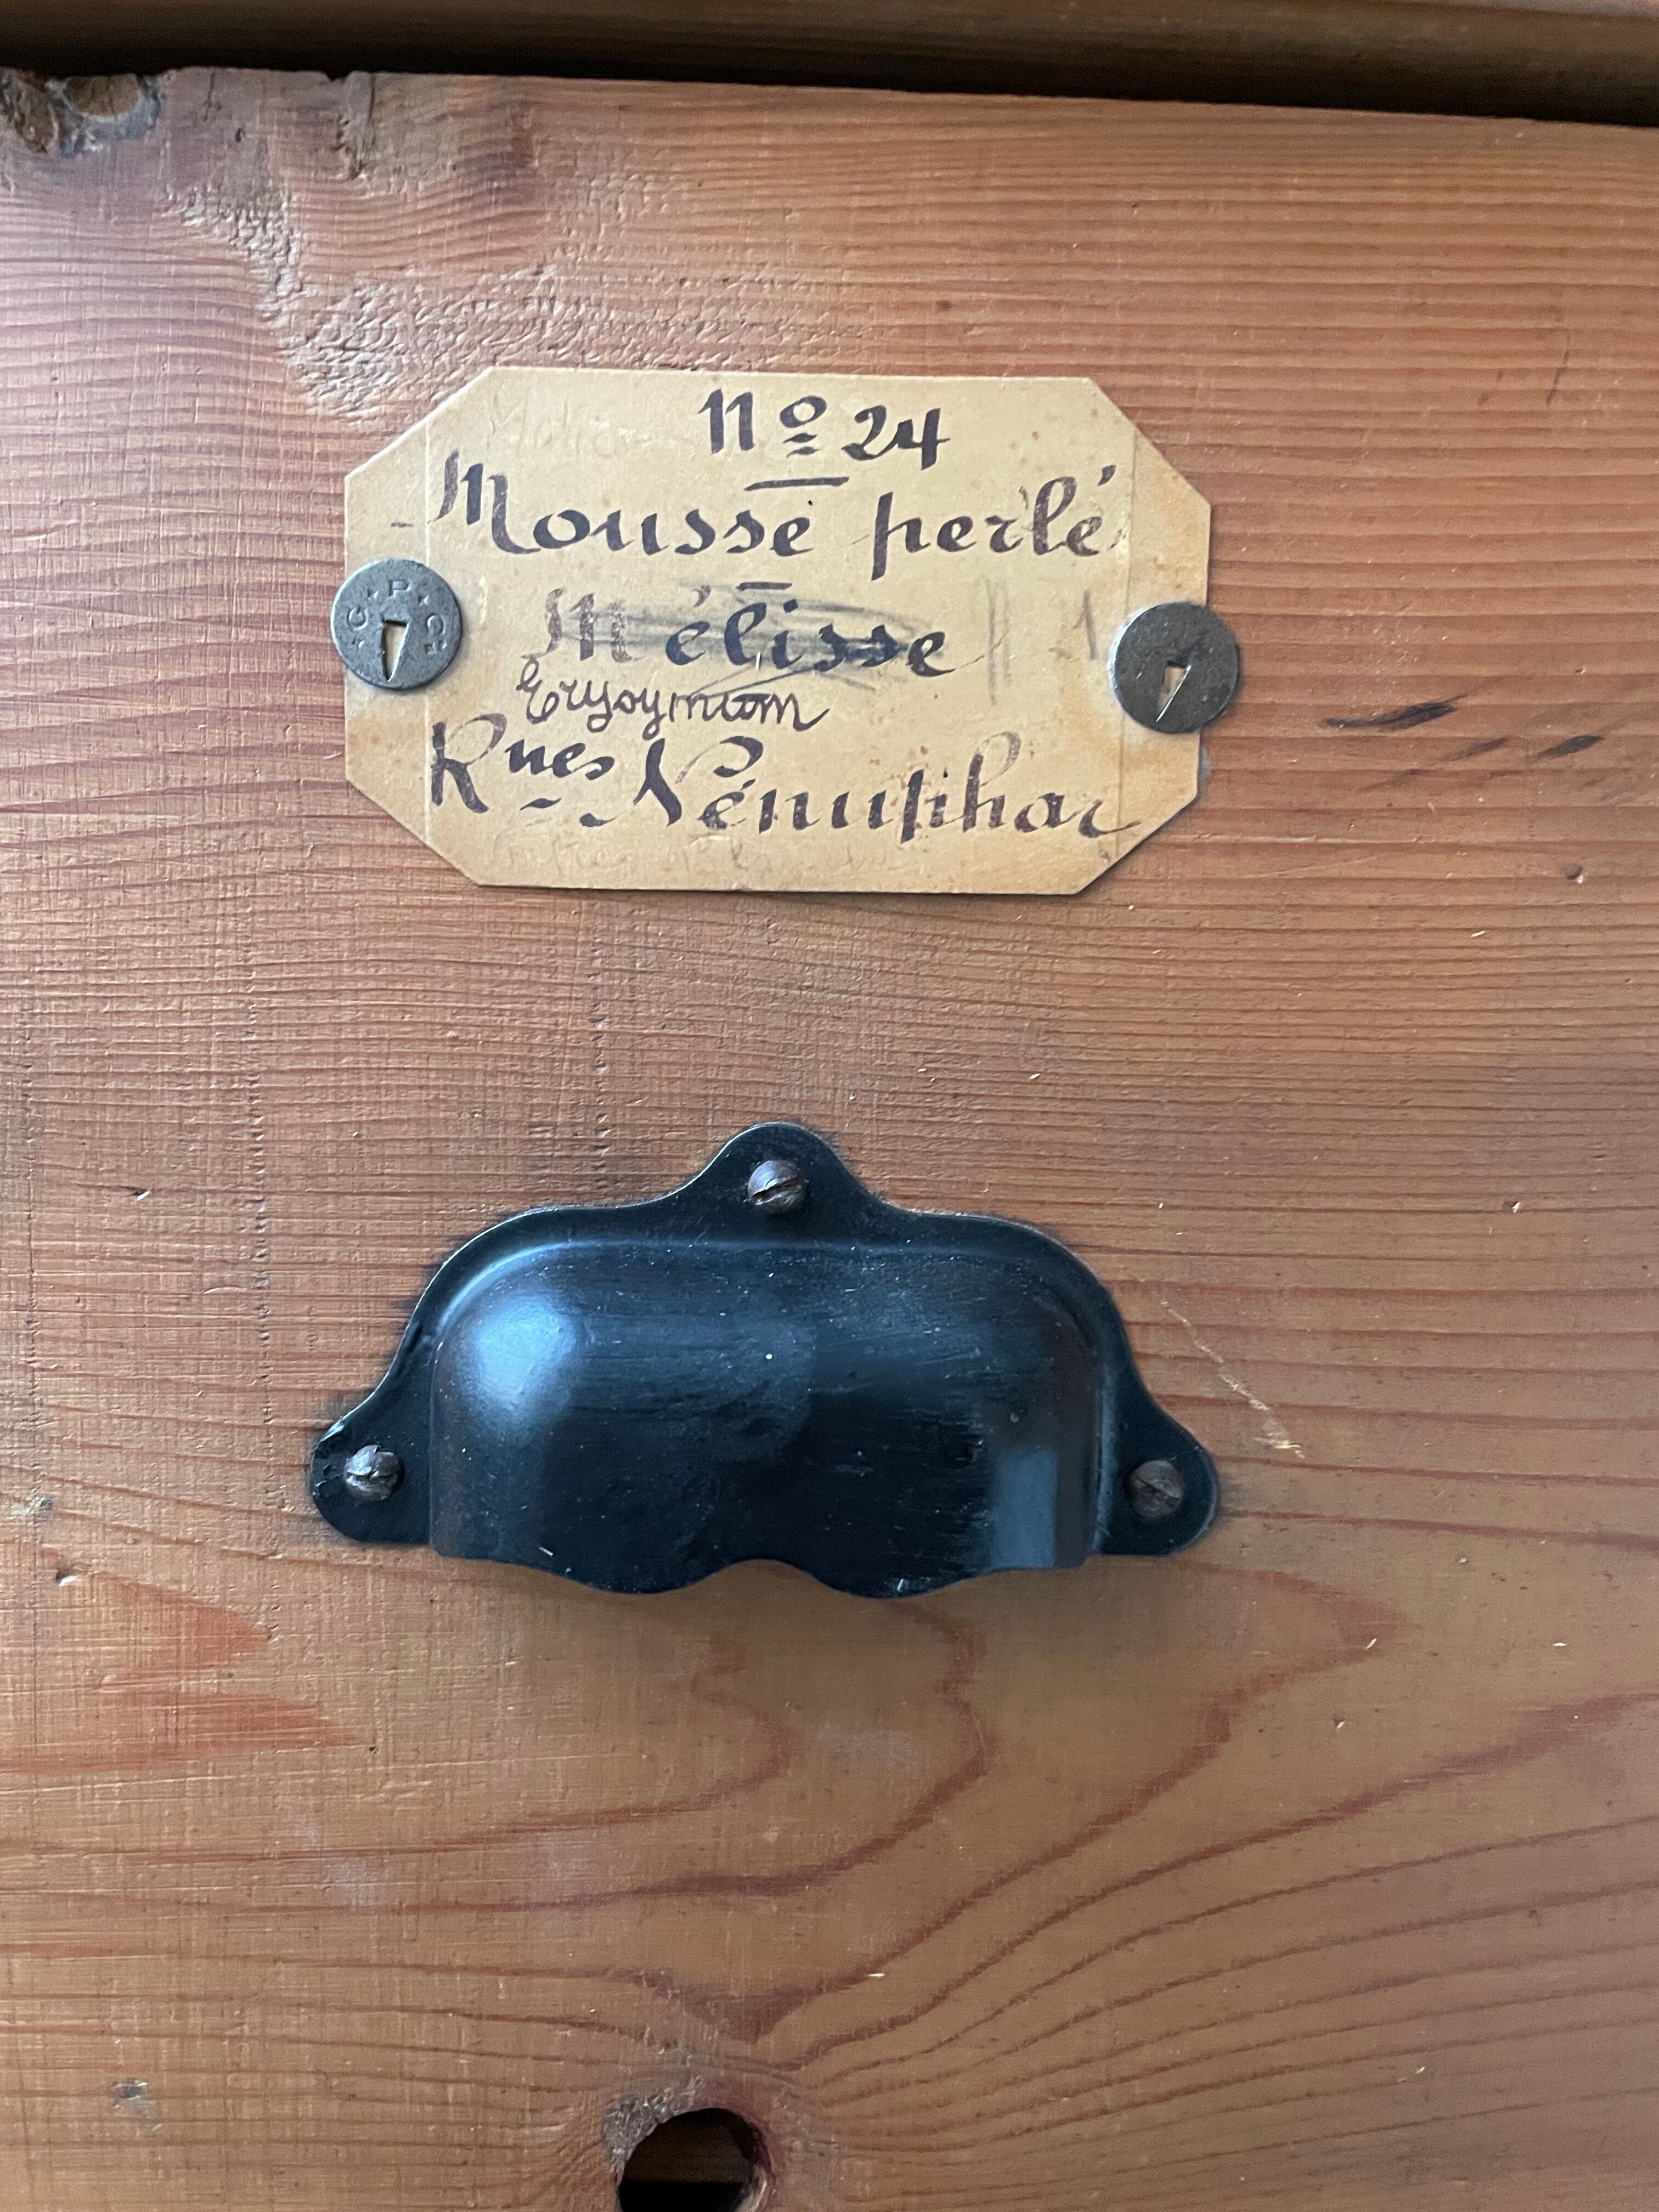 Nº 24
Mousse perlé
Mélisse
Erysymum
Rnes Nénuphar